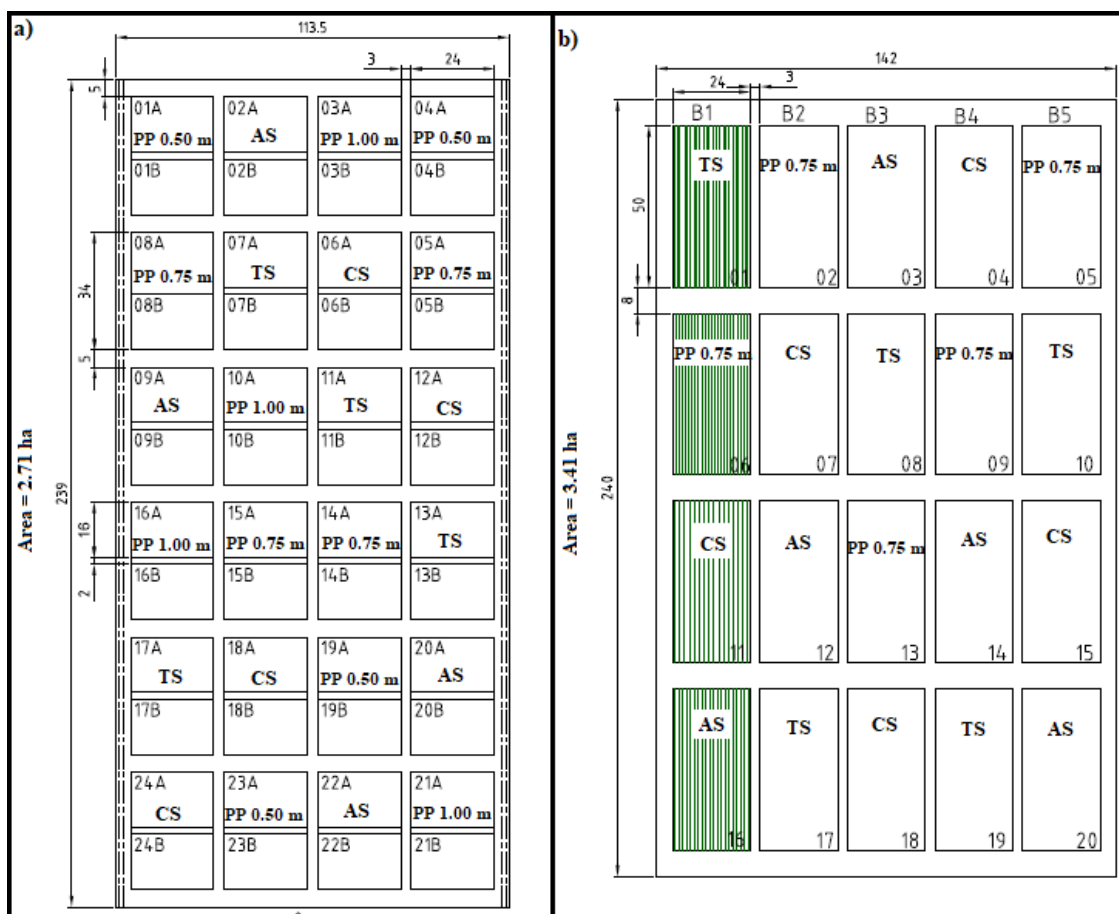 a)
113.5
3
24
5
01A
02A
03A
04A
PP 0.50 m
AS
PP 1.00 m
PP 0.50 m
01B
02B
03B
04B
08A
07A
06A
05A
PP 0.75 m
TS
CS
PP 0.75 m
34
08B
07B
06B
05B
5
09A
10A
11A
12A
AS
PP 1.00 m
TS
CS
09B
10B
11B
12B
Area = 2.71 ha
239
16
16A
15A
14A
13A
PP 1.00 m
PP 0.75 m
PP 0.75 m
TS
2
16B
15B
14B
13B
17A
18A
19A
20A
TS
CS
PP 0.50 m
AS
17B
18B
19B
20B
24A
23A
22A
21A
CS
PP 0.50 m
AS
PP 1.00 m
24B
23B
22B
21B
b)
142
24
3
B1
B2
B3
B4
B5
TS
PP 0.75 m
AS
CS
PP 0.75 m
50
01
02
03
04
05
8
PP 0.75 m
CS
TS
PP 0.75 m
TS
06
07
08
09
10
Area = 3.41 ha
240
CS
AS
PP 0.75 m
AS
CS
11
12
13
14
15
AS
TS
CS
TS
AS
16
17
18
19
20